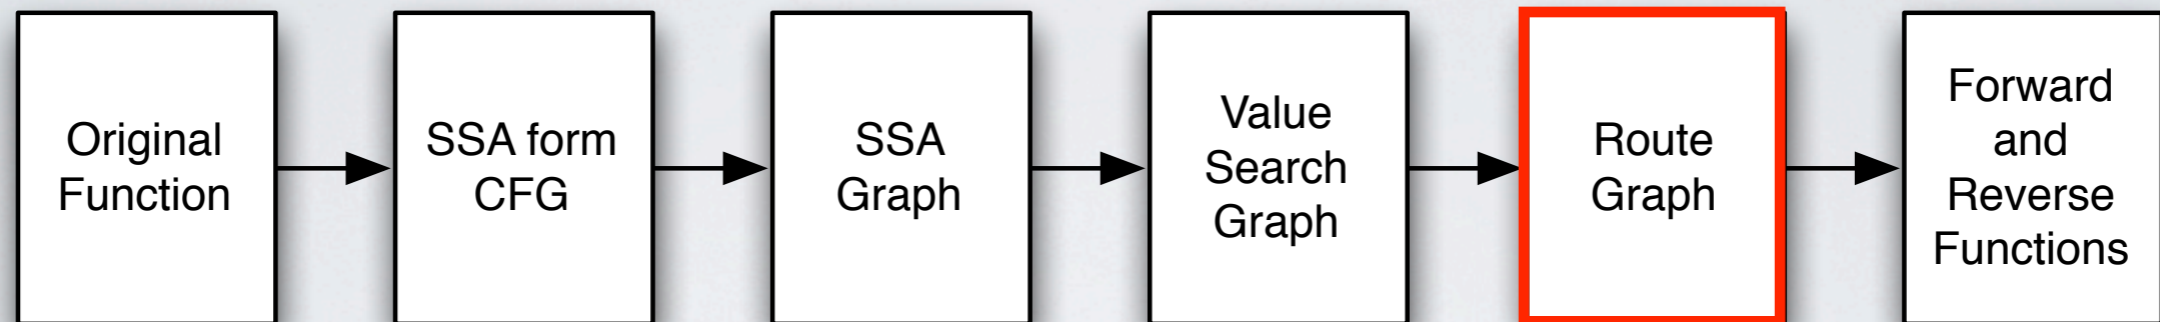 Original
Function
SSA form
CFG
SSA
Graph
Value
Search
Graph
Route
Graph
Forward
and
Reverse
Functions